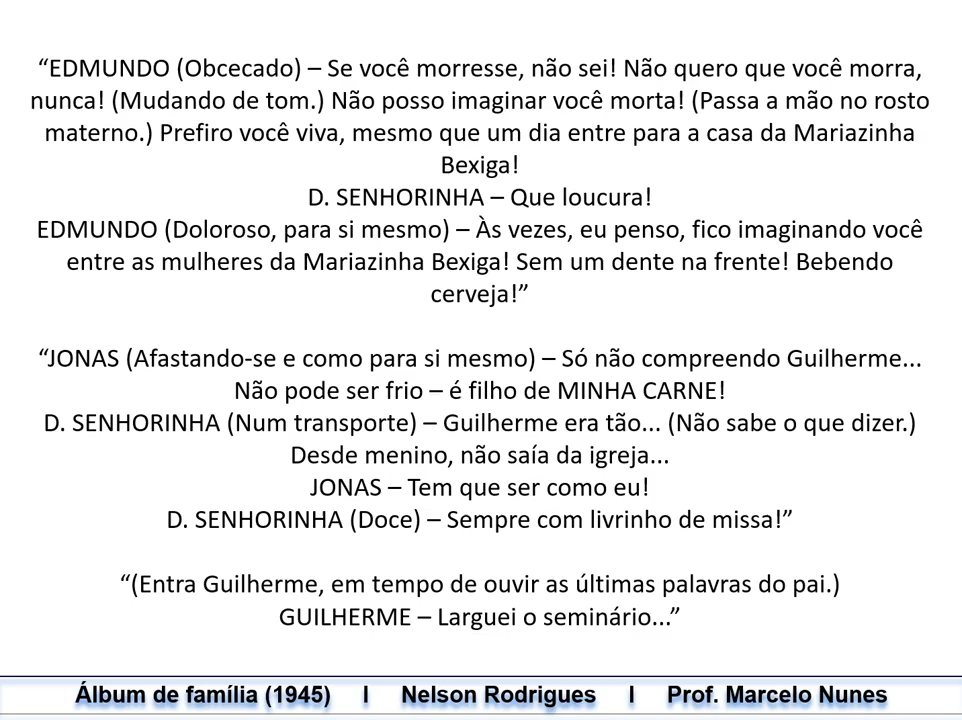 “EDMUNDO (Obcecado) – Se você morresse, não sei! Não quero que você morra,
nunca! (Mudando de tom.) Não posso imaginar você morta! (Passa a mão no rosto
materno.) Prefiro você viva, mesmo que um dia entre para a casa da Mariazinha
Bexiga!
D. SENHORINHA – Que loucura!
EDMUNDO (Doloroso, para si mesmo) – Às vezes, eu penso, fico imaginando você
entre as mulheres da Mariazinha Bexiga! Sem um dente na frente! Bebendo
cerveja!”
“JONAS (Afastando-se e como para si mesmo) – Só não compreendo Guilherme...
Não pode ser frio – é filho de MINHA CARNE!
D. SENHORINHA (Num transporte) – Guilherme era tão... (Não sabe o que dizer.)
Desde menino, não saía da igreja...
JONAS – Tem que ser como eu!
D. SENHORINHA (Doce) – Sempre com livrinho de missa!”
“(Entra Guilherme, em tempo de ouvir as últimas palavras do pai.)
GUILHERME – Larguei o seminário...”
Álbum de família (1945) I Nelson Rodrigues I Prof. Marcelo Nunes